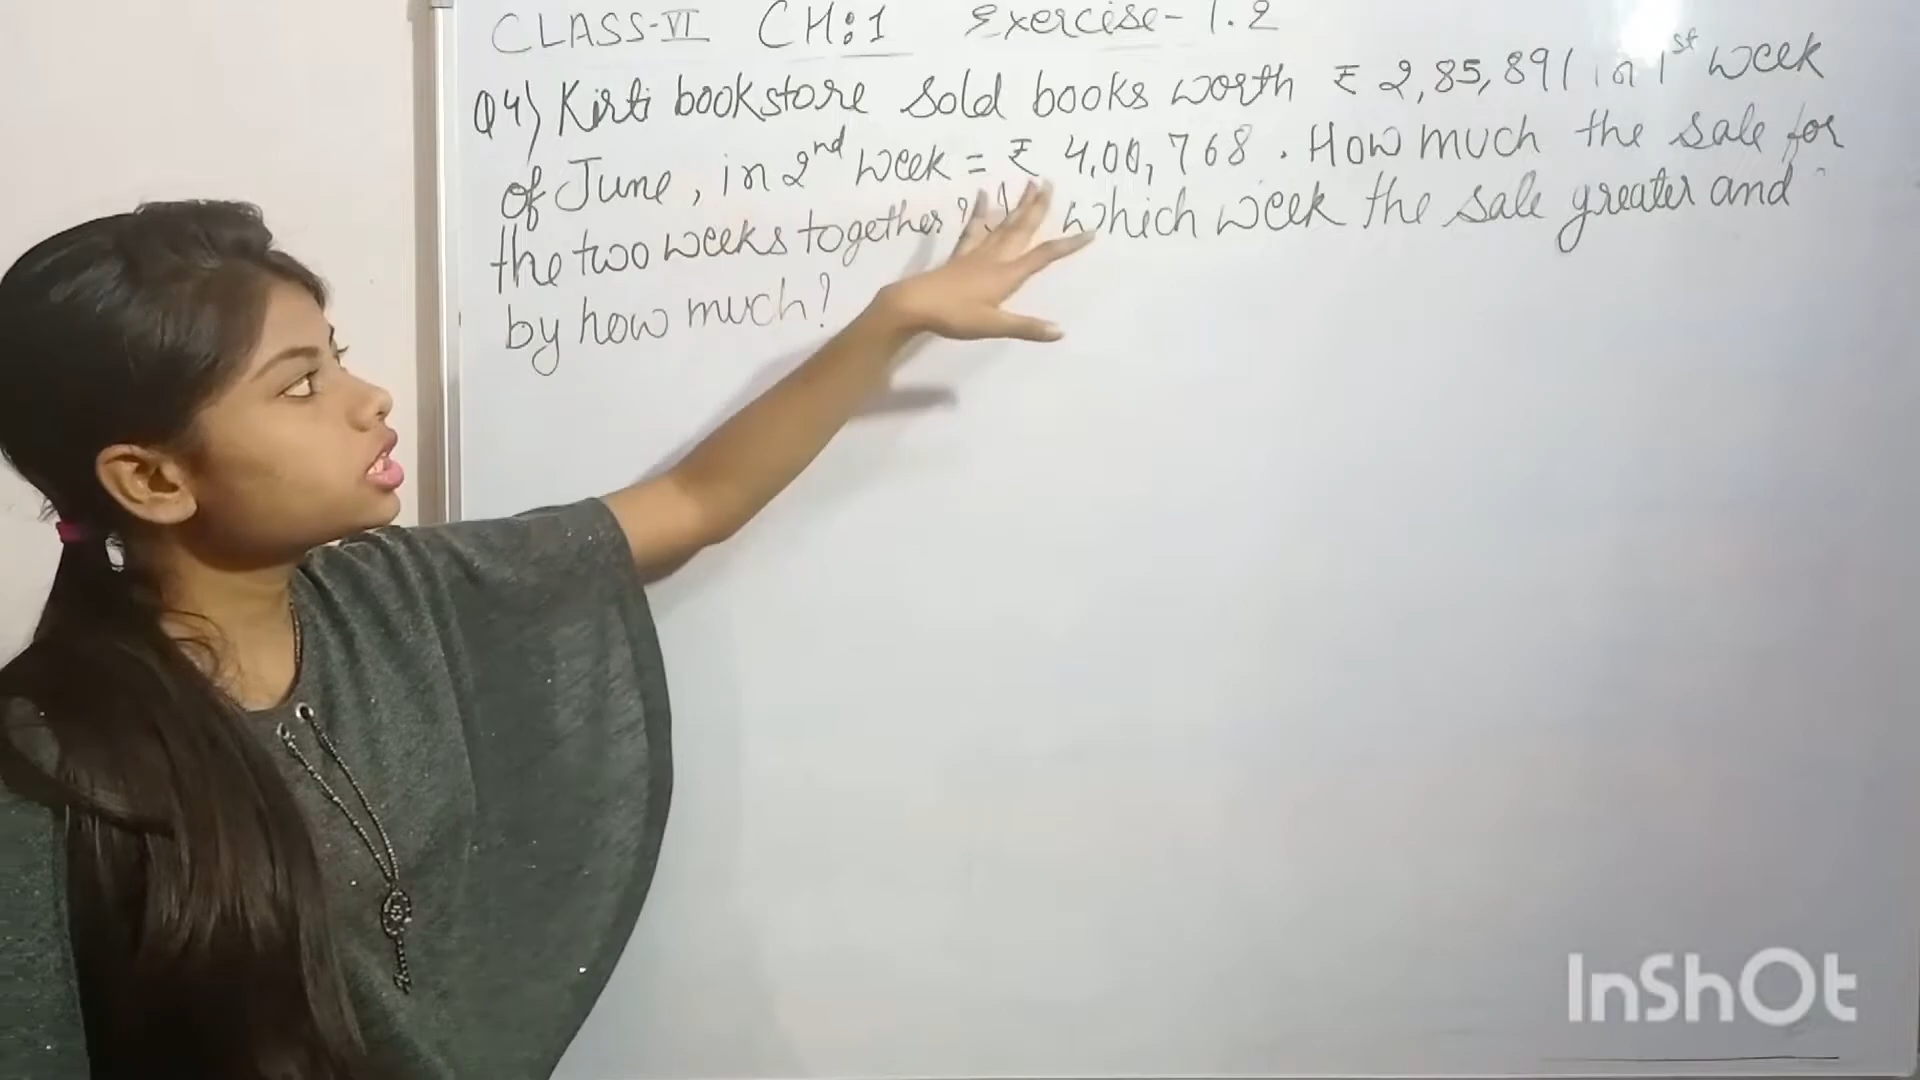 CLASS-VI CH:1 Exercise-1.2
Q4) Kirti bookstore sold books worth ₹ 2,85,891 in 1st week
of June, in 2nd week = ₹ 4,00,768. How much the sale for
the two weeks together? which week the sale greater and
by how much?
InShOt